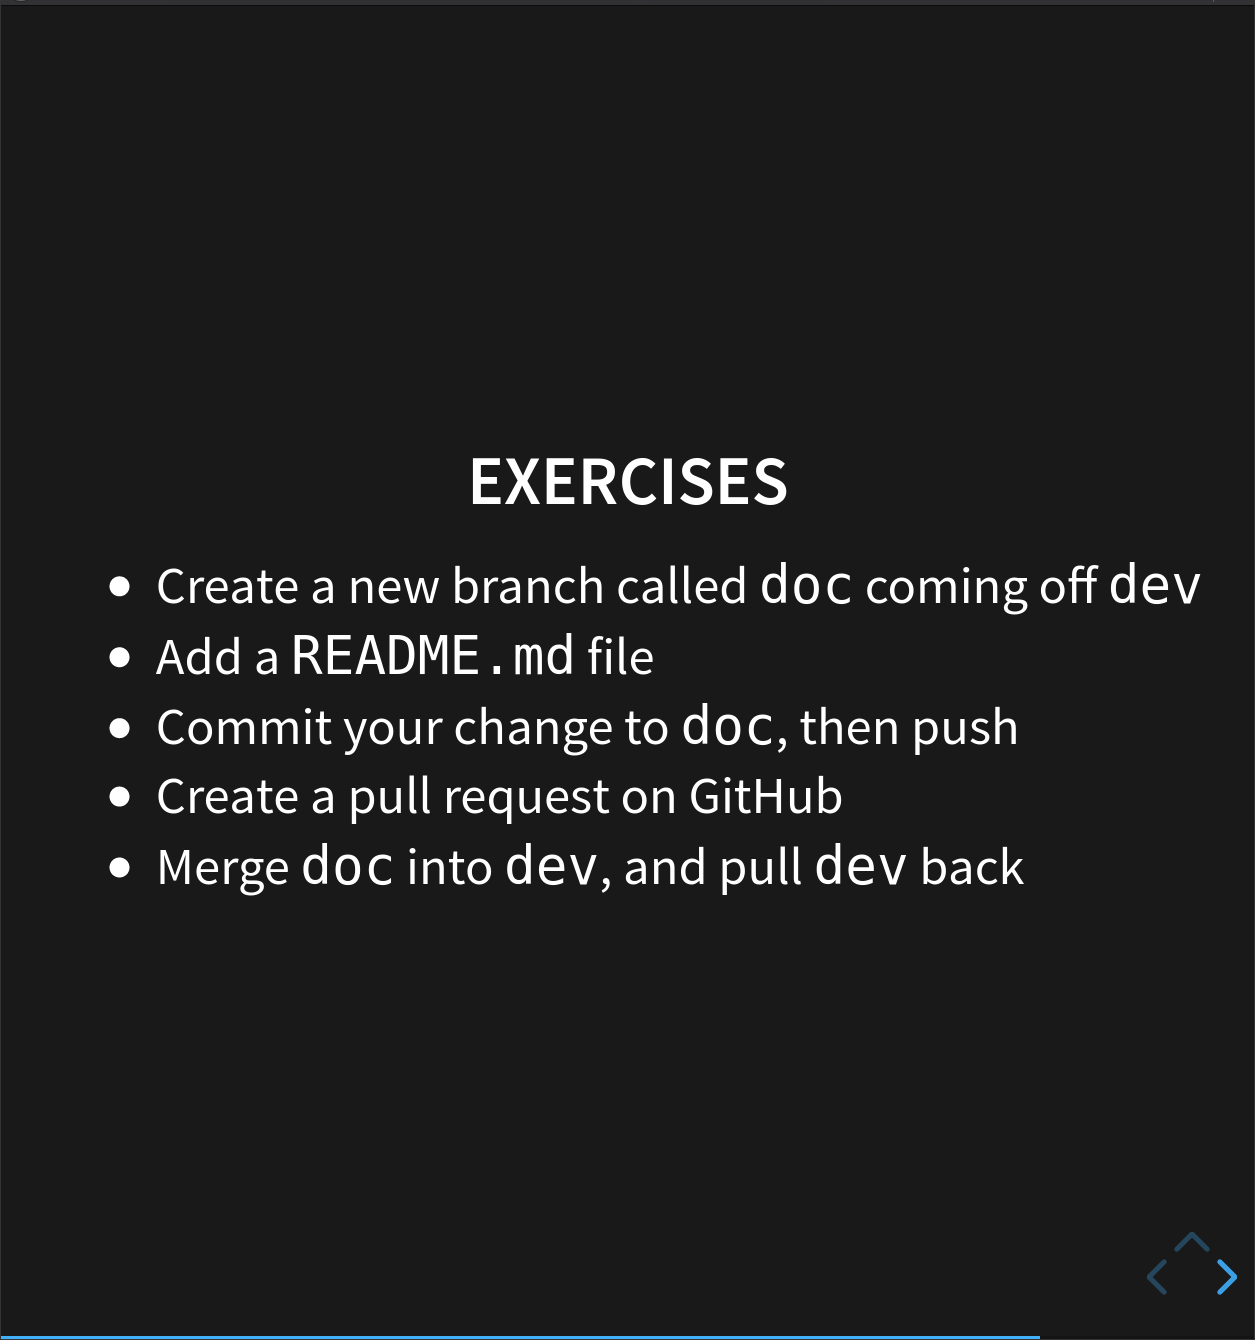 EXERCISES
• Create a new branch called doc coming off dev
• Add a README.md file
• Commit your change to doc, then push
• Create a pull request on GitHub
• Merge doc into dev, and pull dev back